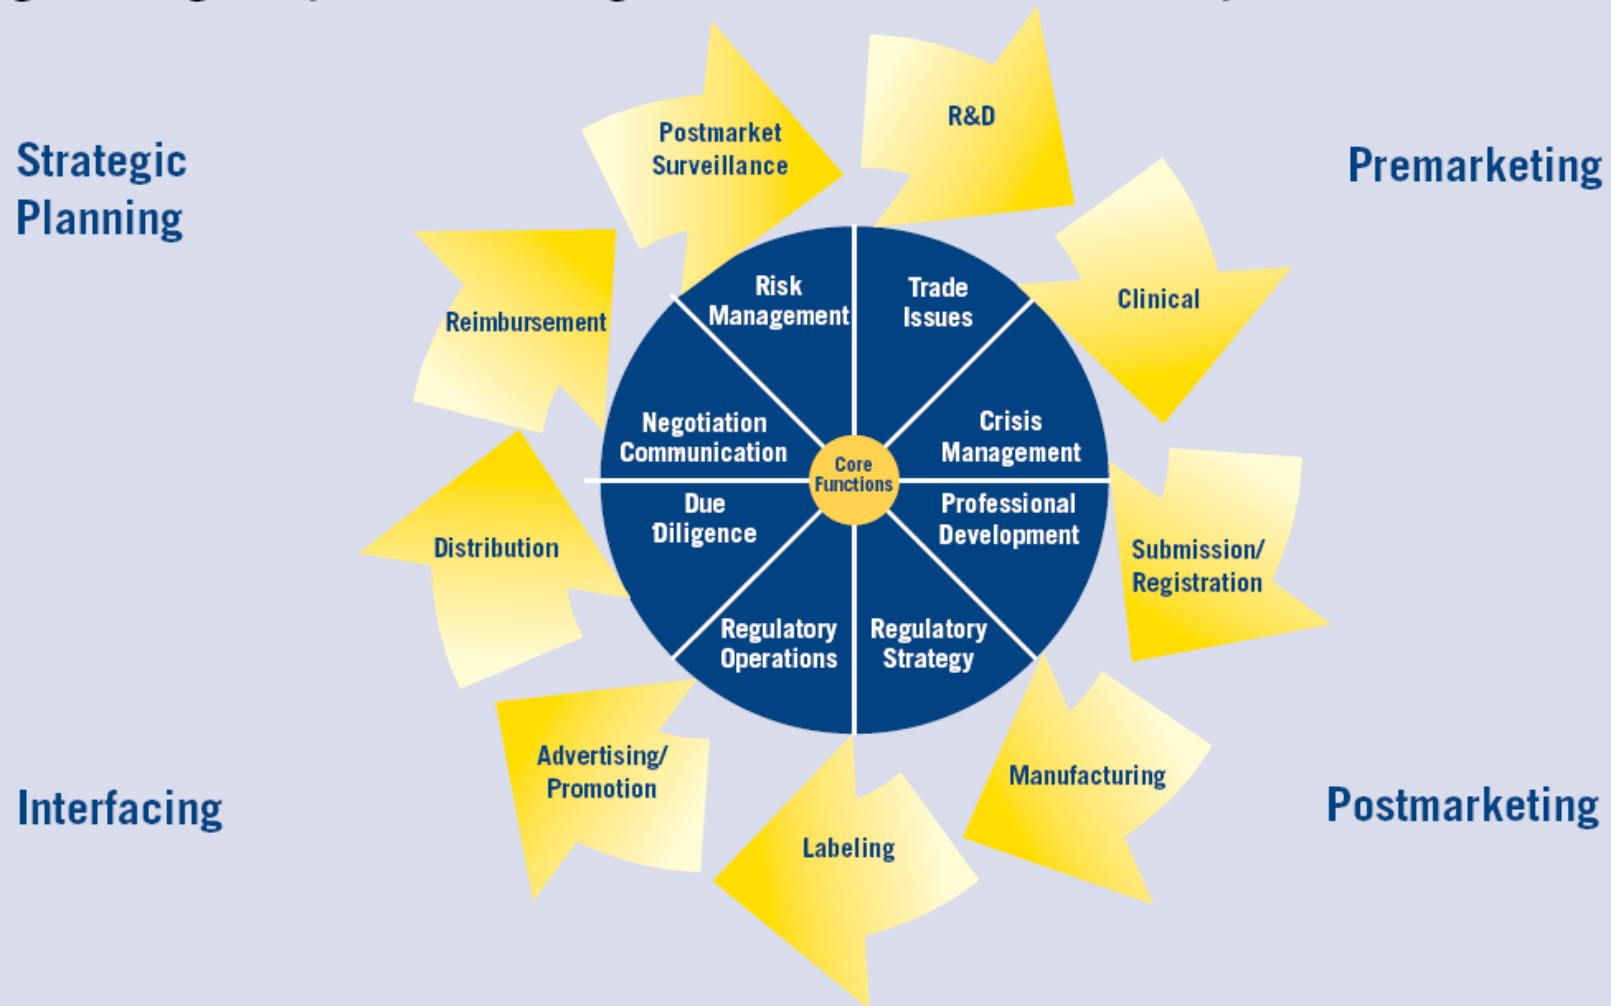 Strategic
Planning
Premarketing
Postmarket
Surveillance
R&D
Clinical
Submission/
Registration
Manufacturing
Labeling
Advertising/
Promotion
Distribution
Reimbursement
Risk
Management
Trade
Issues
Crisis
Management
Professional
Development
Regulatory
Strategy
Regulatory
Operations
Due
Diligence
Negotiation
Communication
Core
Functions
Interfacing
Postmarketing